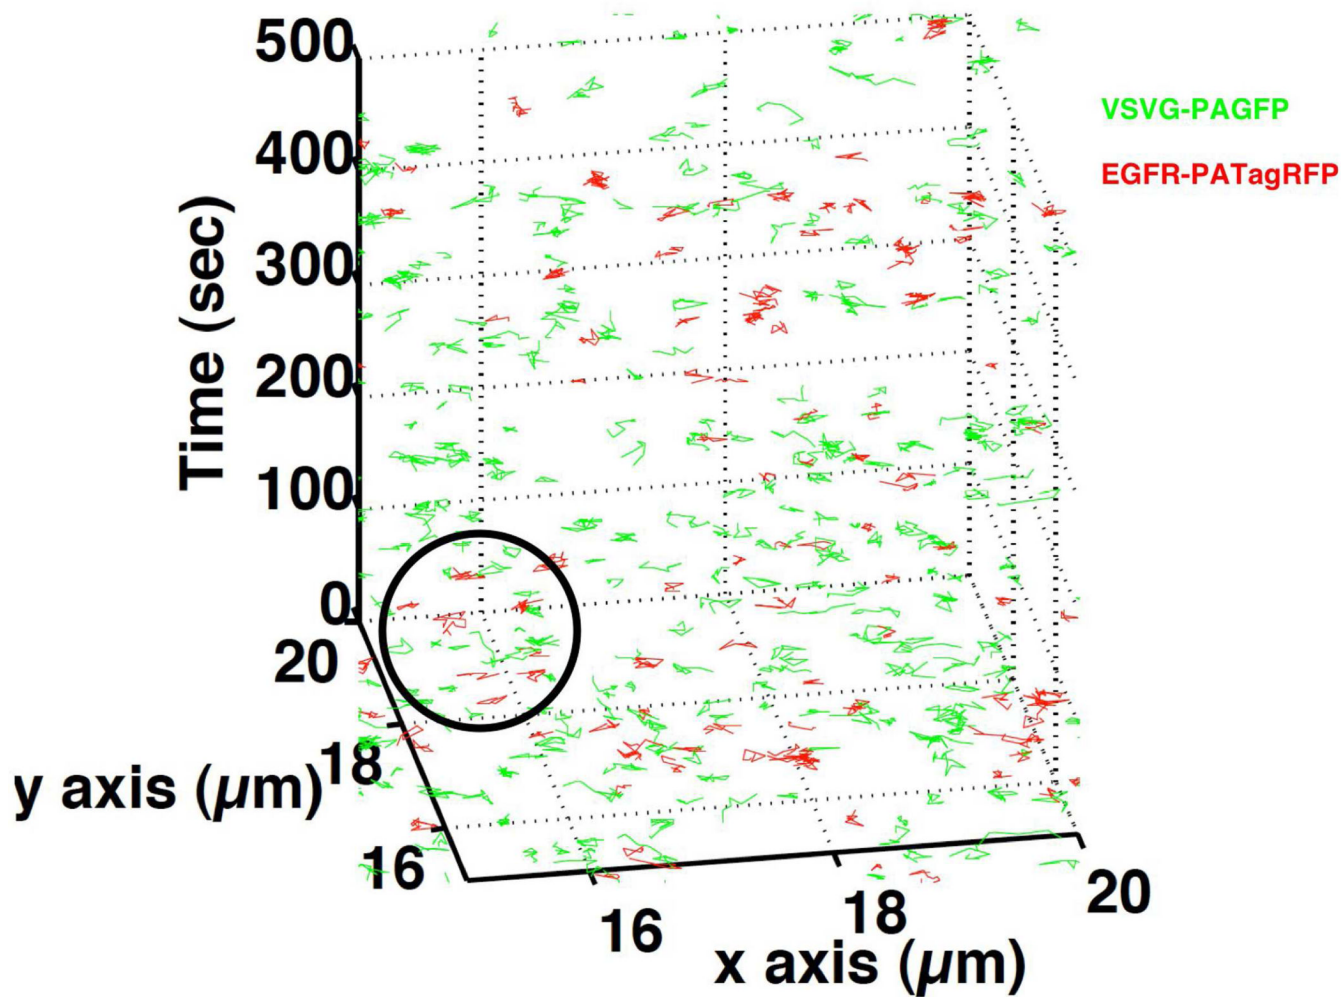 500
400
300
200
100
0
Time (sec)
VSVG-PAGFP
EGFR-PATagRFP
20
18
16
y axis (µm)
16
18
20
x axis (µm)